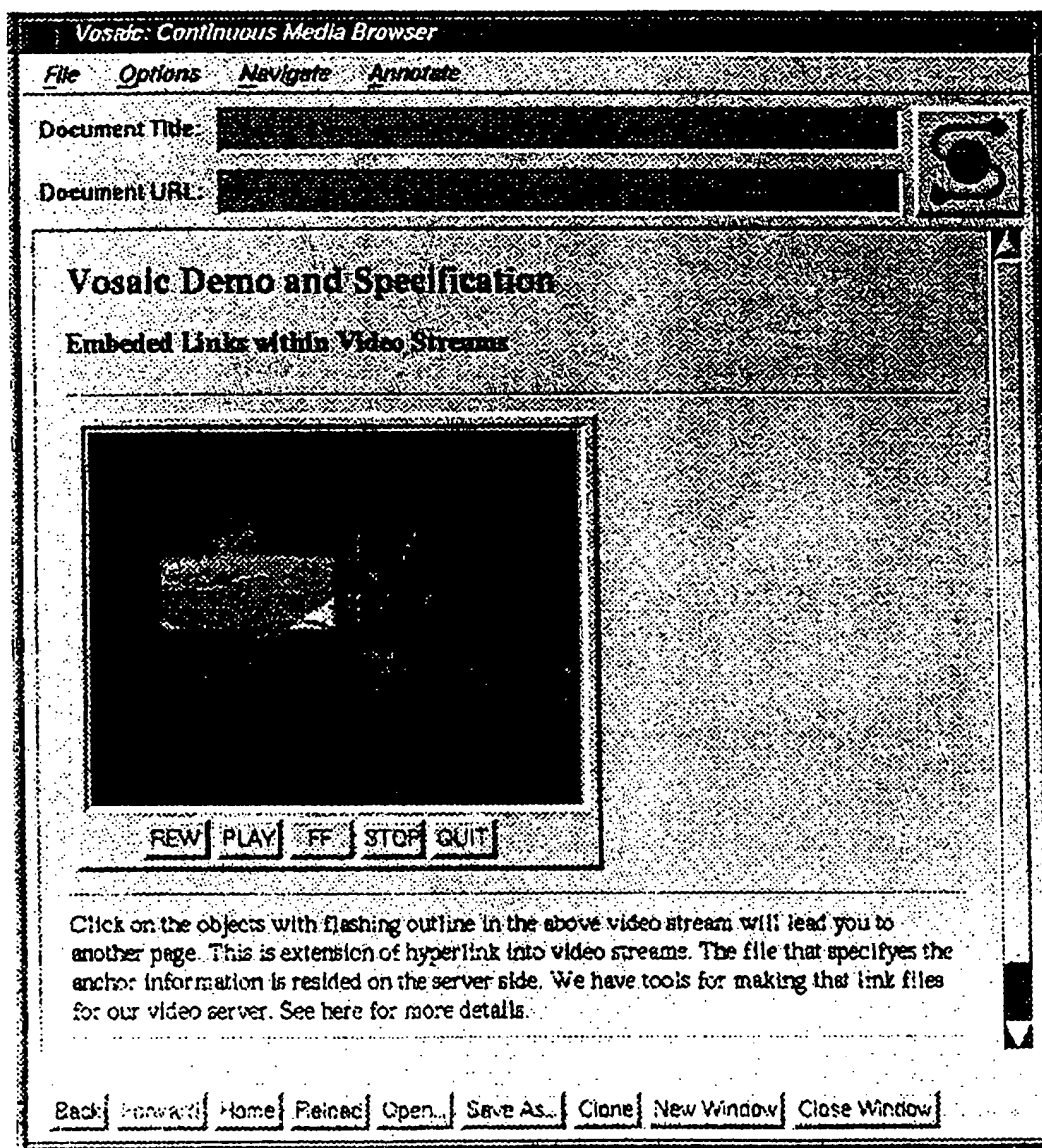 Vosaic: Continuous Media Browser
File Options Navigate Annotate
Document Title:
Document URL:
Vosaic Demo and Specification
Embeded Links within Video Streams
REW PLAY FF STOP QUIT
Click on the objects with flashing outline in the above video stream will lead you to
another page. This is extension of hyperlink into video streams. The file that specifyes the
anchor information is resided on the server side. We have tools for making that link files
for our video server. See here for more details.
Back Forward Home Reload Open... Save As... Clone New Window Close Window